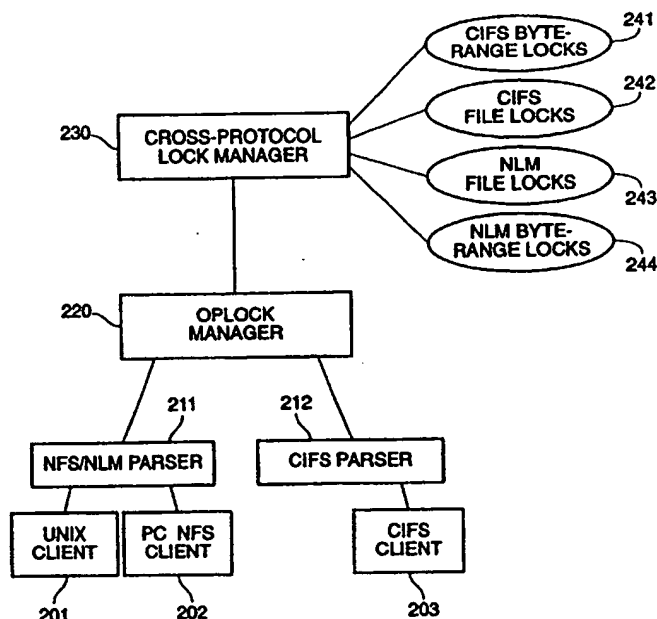 241
CIFS BYTE-
RANGE LOCKS
242
CIFS
FILE LOCKS
230
CROSS-PROTOCOL
LOCK MANAGER
NLM
FILE LOCKS
243
NLM BYTE-
RANGE LOCKS
244
220
OPLOCK
MANAGER
211
212
NFS/NLM PARSER
CIFS PARSER
UNIX
CLIENT
PC NFS
CLIENT
CIFS
CLIENT
201
202
203